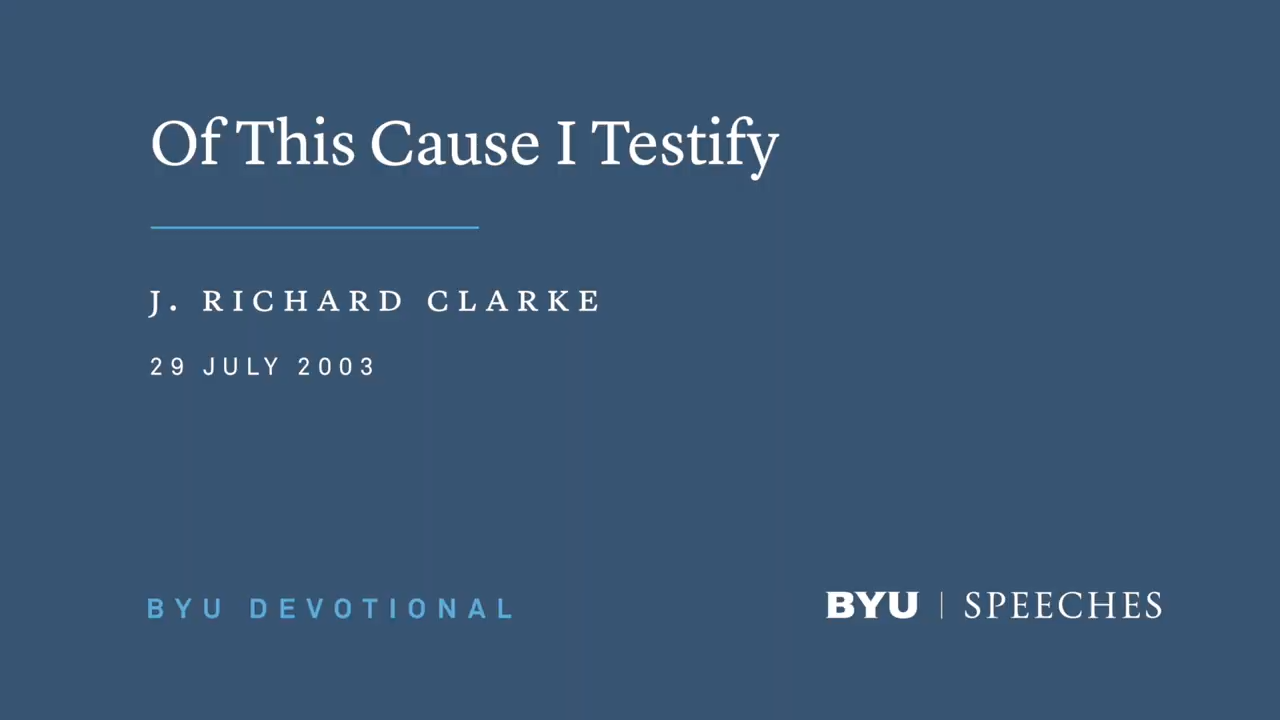 Of This Cause I Testify
J. RICHARD CLARKE
29 JULY 2003
BYU DEVOTIONAL
BYU | SPEECHES